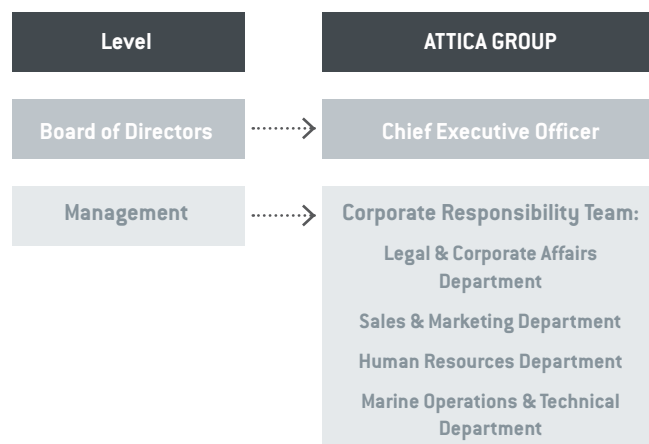 Level
ATTICA GROUP
Board of Directors
Chief Executive Officer
Management
Corporate Responsibility Team:
Legal & Corporate Affairs
Department
Sales & Marketing Department
Human Resources Department
Marine Operations & Technical
Department